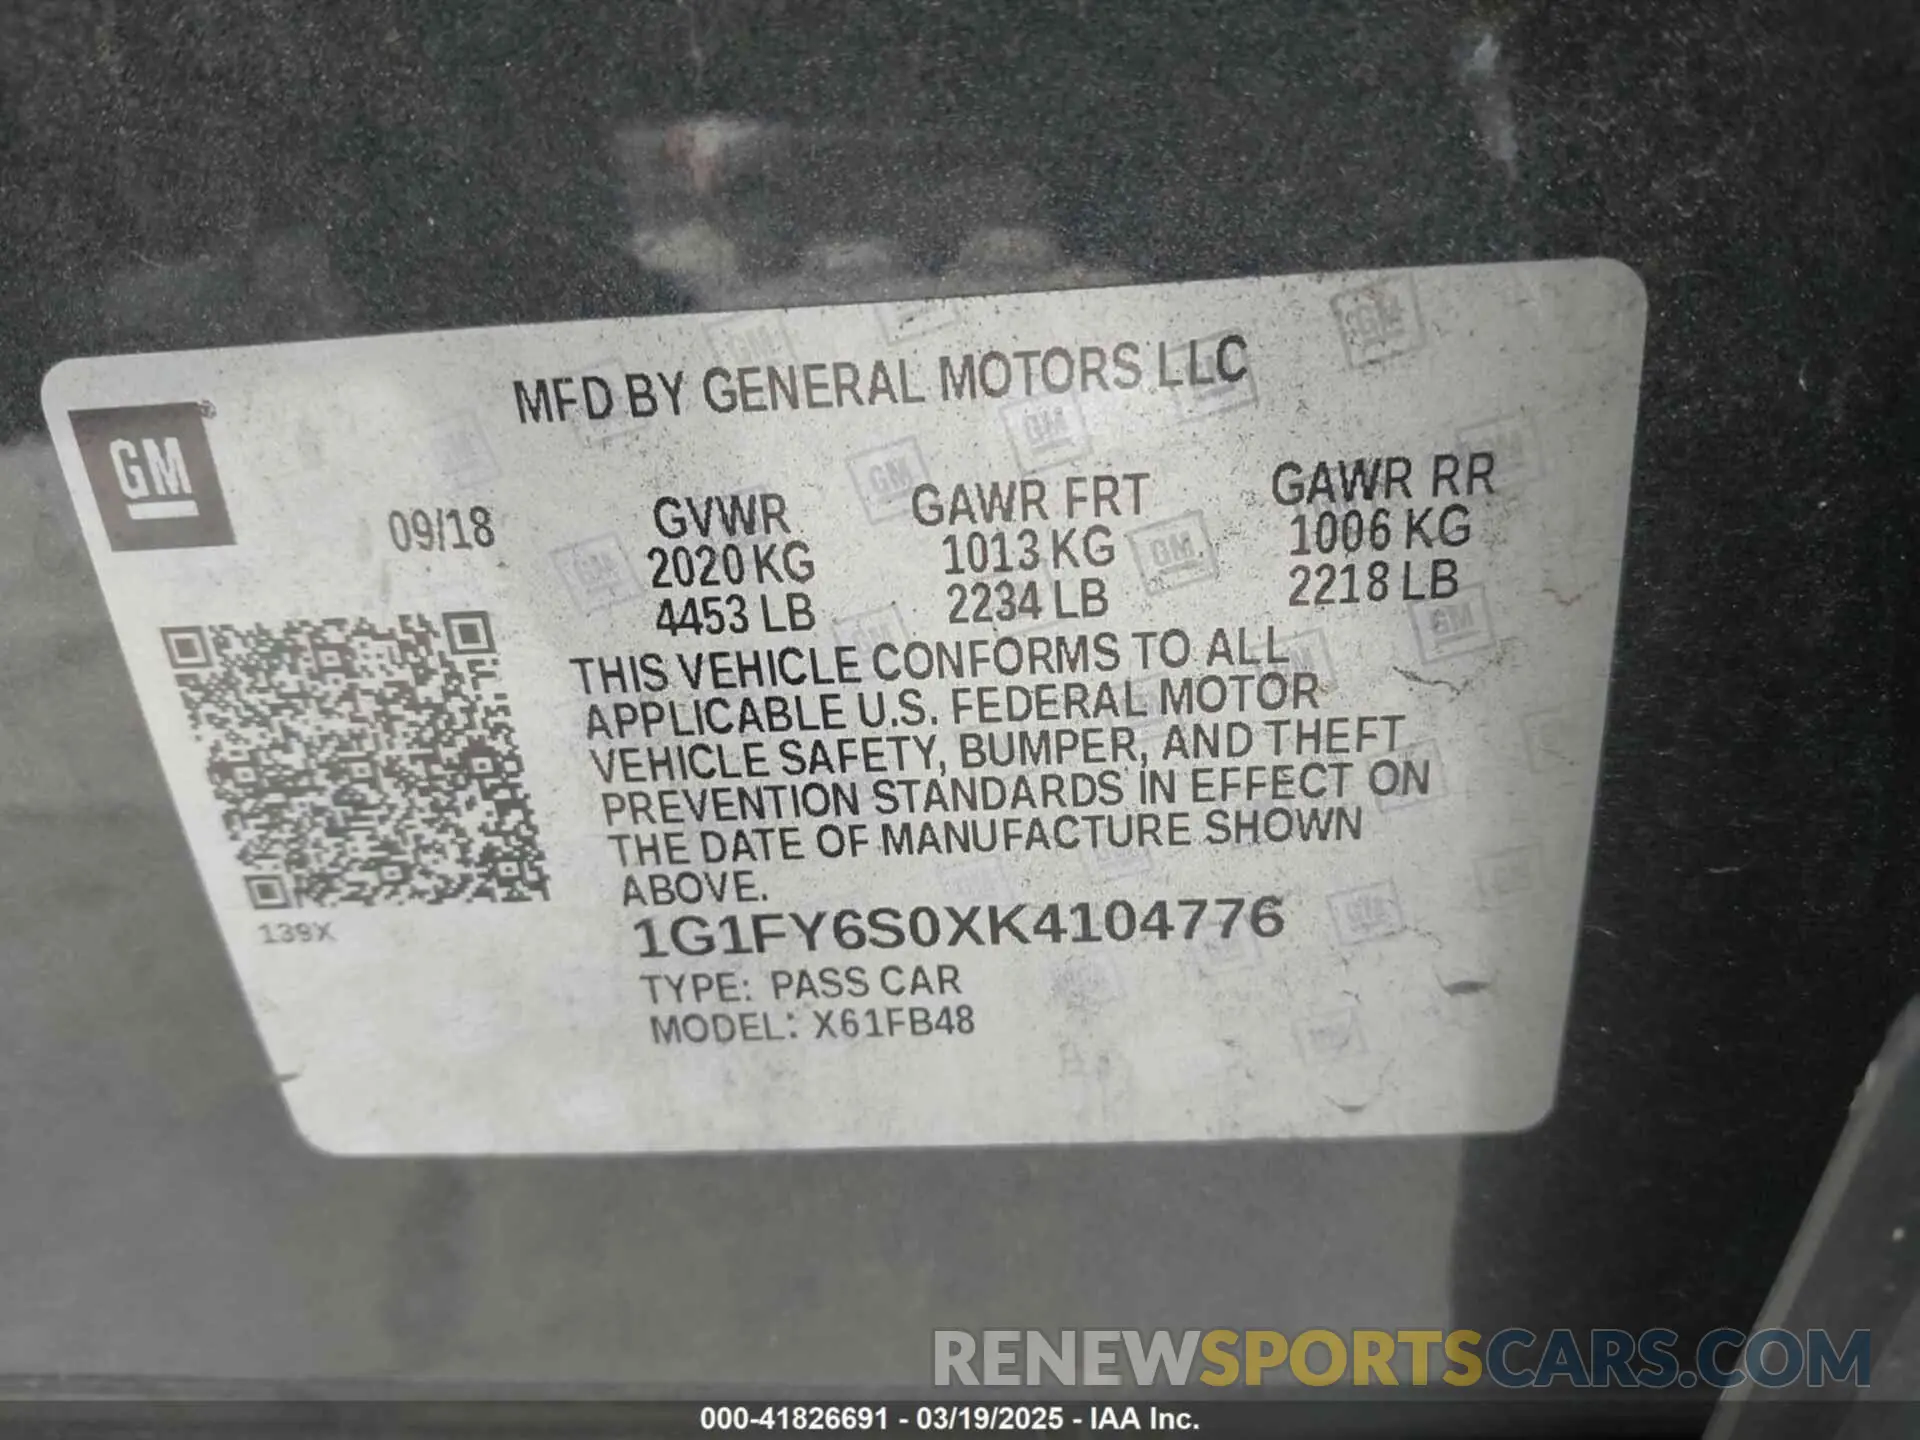 MFD BY GENERAL MOTORS LLC
GM
09/18
GVWR
2020 KG
4453 LB
GAWR FRT
1013 KG
2234 LB
GAWR RR
1006 KG
2218 LB
THIS VEHICLE CONFORMS TO ALL
APPLICABLE U.S. FEDERAL MOTOR
VEHICLE SAFETY, BUMPER, AND THEFT
PREVENTION STANDARDS IN EFFECT ON
THE DATE OF MANUFACTURE SHOWN
ABOVE.
139X
1G1FY6S0XK4104776
TYPE: PASS CAR
MODEL: X61FB48
RENEWSPORTSCARS.COM
000-41826691 - 03/19/2025 - IAA Inc.